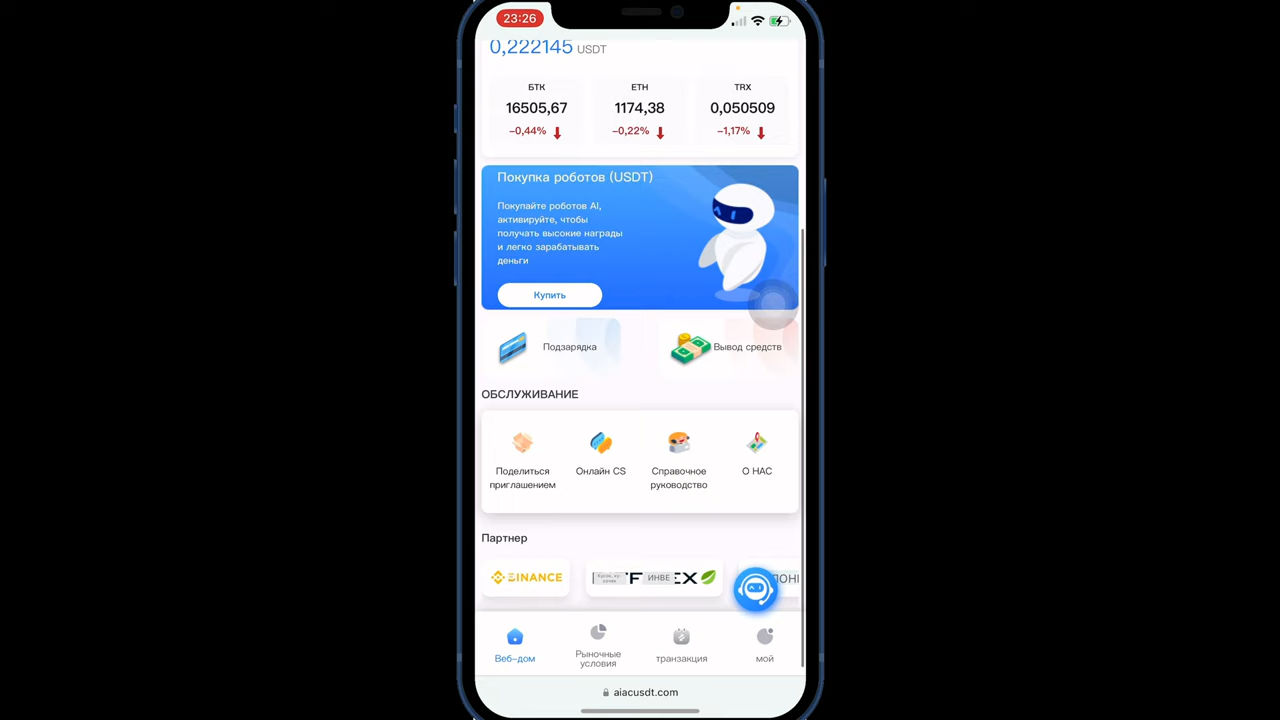 23:26
0,222145 USDT
БТК
ETH
TRX
16505,67
1174,38
0,050509
-0,44%
-0,22%
-1,17%
Покупка роботов (USDT)
Покупайте роботов AI,
активируйте, чтобы
получать высокие награды
и легко зарабатывать
деньги
AI
Купить
Подзарядка
Вывод средств
ОБСЛУЖИВАНИЕ
Поделиться
приглашением
Онлайн CS
Справочное
руководство
О НАС
Партнер
BINANCE
ИНВЕ
Веб-дом
Рыночные
условия
транзакция
мой
aiacusdt.com